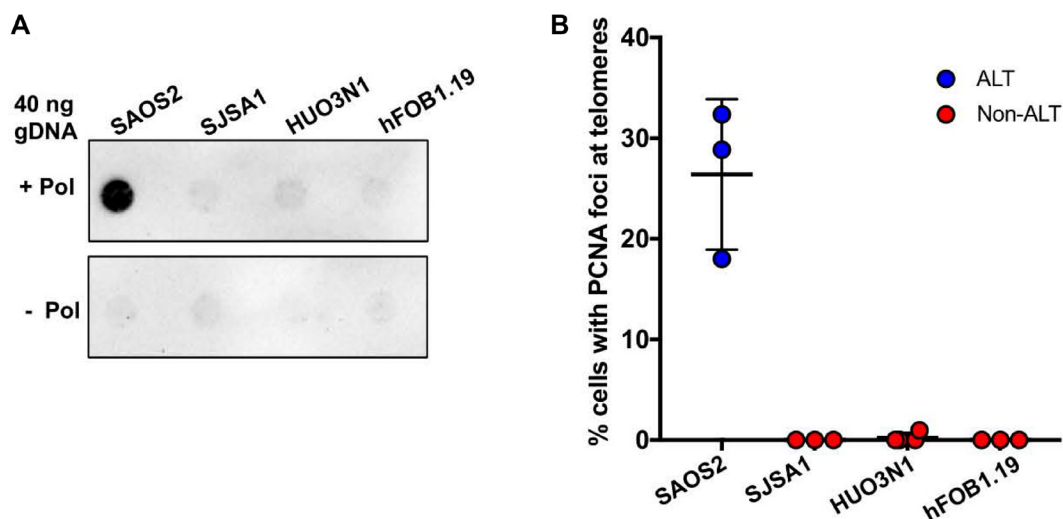 A
40 ng
gDNA
SAOS2
SJSA1
HUO3N1
hFOB1.19
+ Pol
- Pol
B
% cells with PCNA foci at telomeres
40
30
20
10
0
ALT
Non-ALT
SAOS2
SJSA1
HUO3N1
hFOB1.19